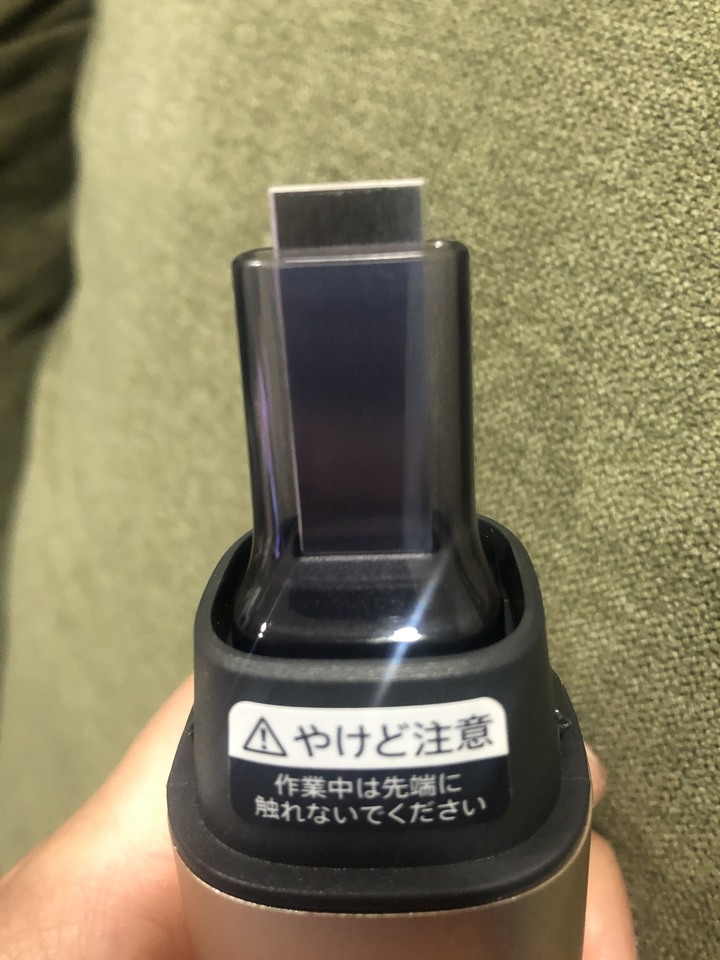 ⚠やけど注意
作業中は先端に
触れないでください